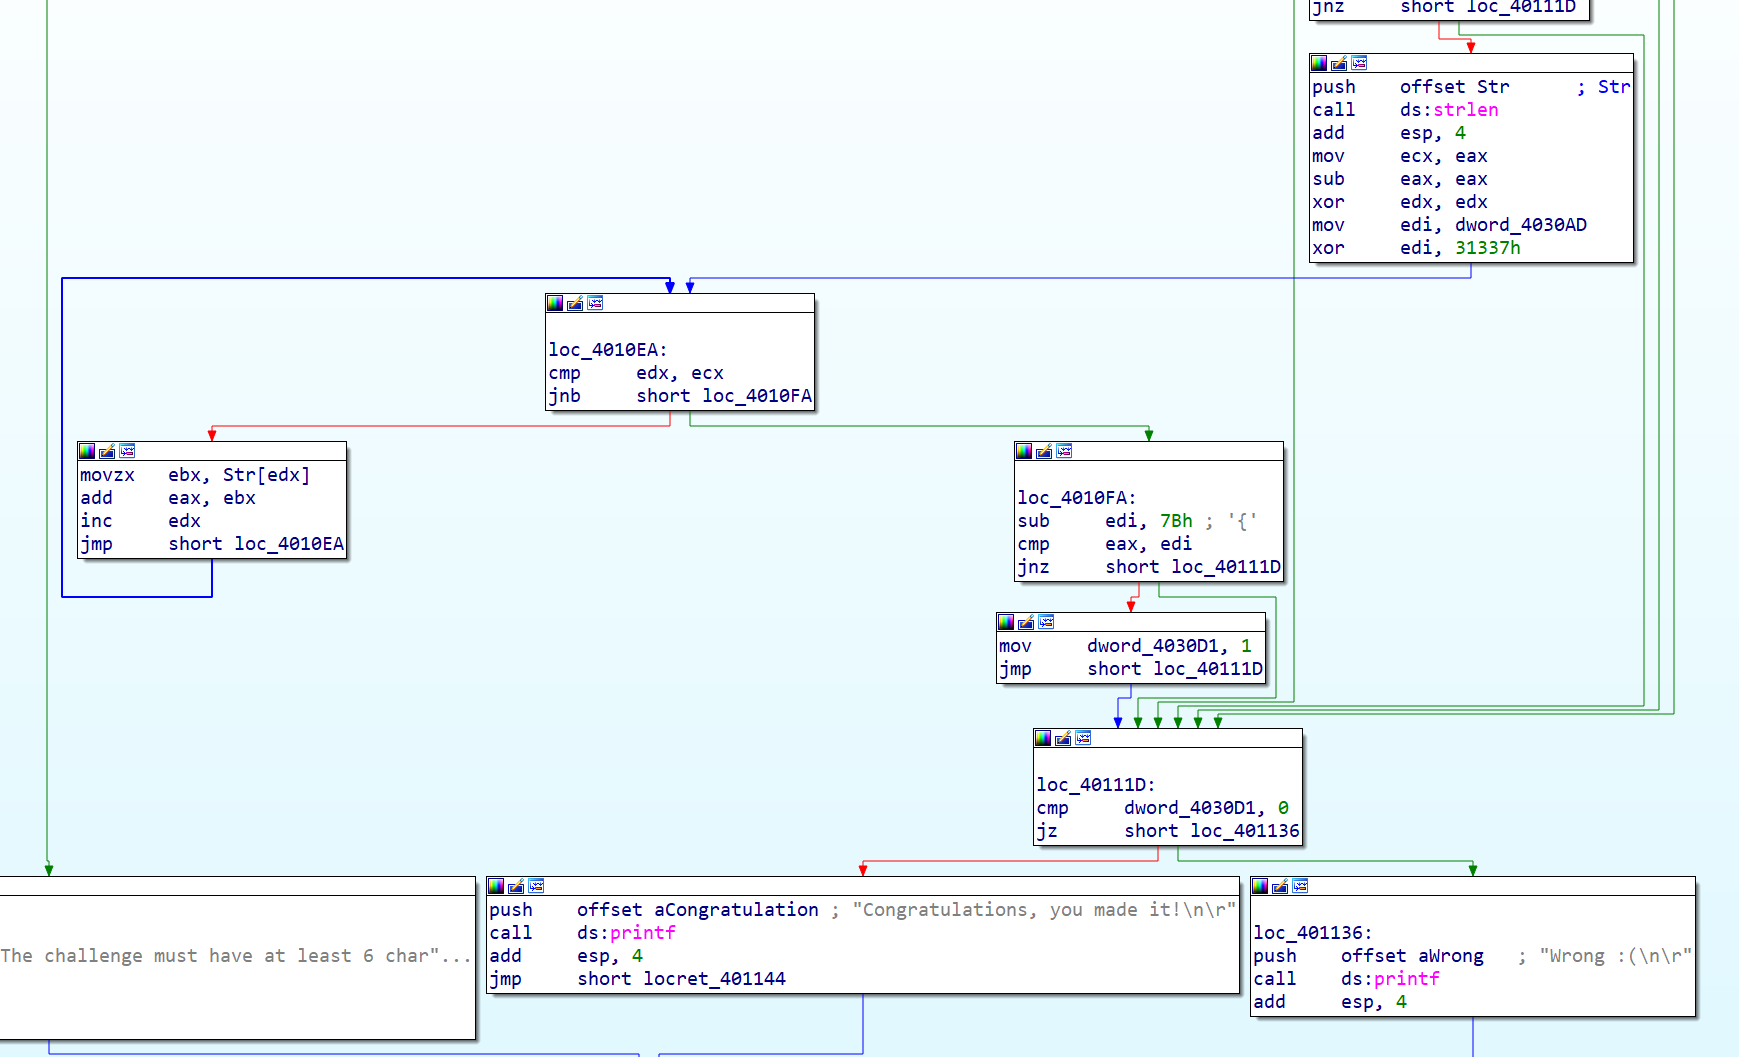 jnz short loc_40111D
push offset Str ; Str
call ds:strlen
add esp, 4
mov ecx, eax
sub eax, eax
xor edx, edx
mov edi, dword_4030AD
xor edi, 31337h
loc_4010EA:
cmp edx, ecx
jnb short loc_4010FA
movzx ebx, Str[edx]
add eax, ebx
inc edx
jmp short loc_4010EA
loc_4010FA:
sub edi, 7Bh ; '{'
cmp eax, edi
jnz short loc_40111D
mov dword_4030D1, 1
jmp short loc_40111D
loc_40111D:
cmp dword_4030D1, 0
jz short loc_401136
The challenge must have at least 6 char"...
push offset aCongratulation ; "Congratulations, you made it!\n\r"
call ds:printf
add esp, 4
jmp short locret_401144
loc_401136:
push offset aWrong ; "Wrong :(\n\r"
call ds:printf
add esp, 4